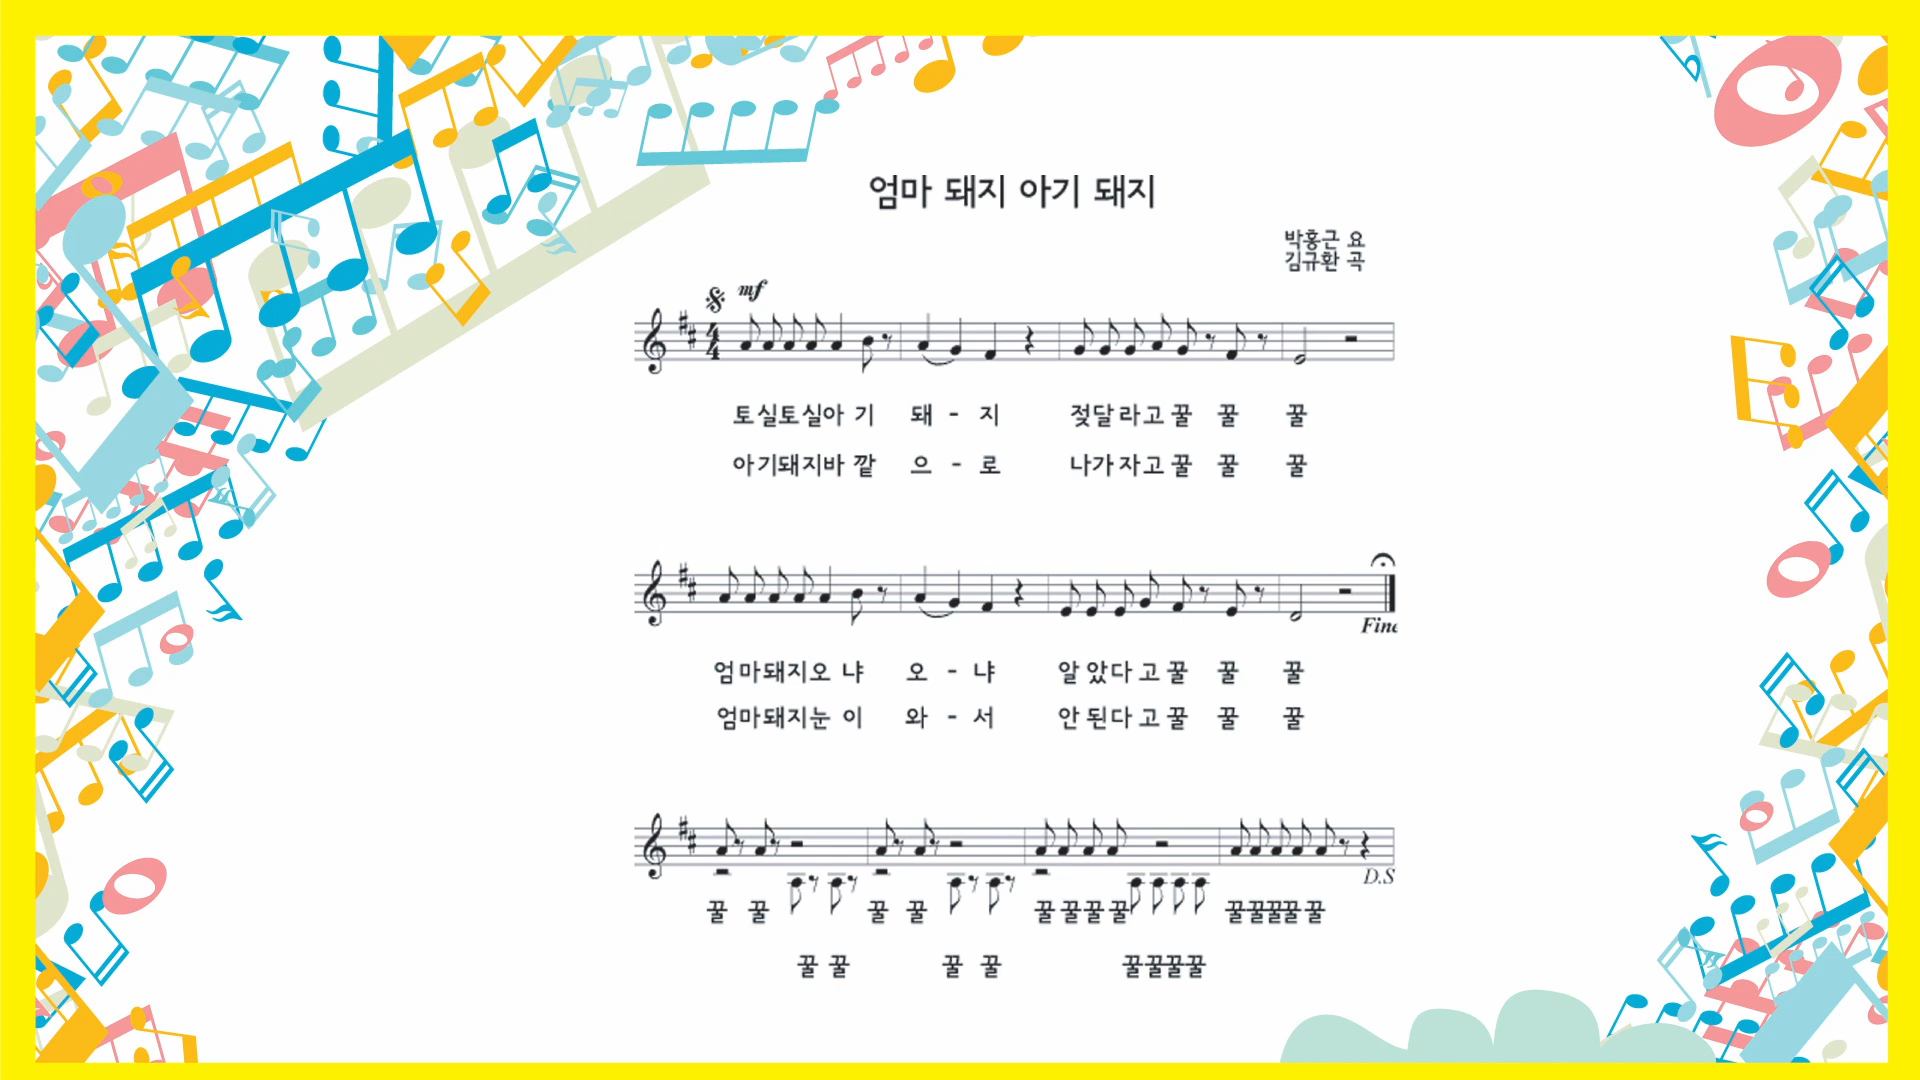 엄마 돼지 아기 돼지
박홍근 요
김규환 곡
mf
토실토실아 기 돼 - 지 젖달라고 꿀 꿀 꿀
아기돼지바 깥 으 - 로 나가자고 꿀 꿀 꿀
Fine
엄마돼지오 냐 오 - 냐 알았다고 꿀 꿀 꿀
엄마돼지눈 이 와 - 서 안된다고 꿀 꿀 꿀
D.S
꿀 꿀 꿀 꿀 꿀꿀꿀꿀 꿀꿀꿀꿀꿀
꿀 꿀 꿀 꿀 꿀꿀꿀꿀